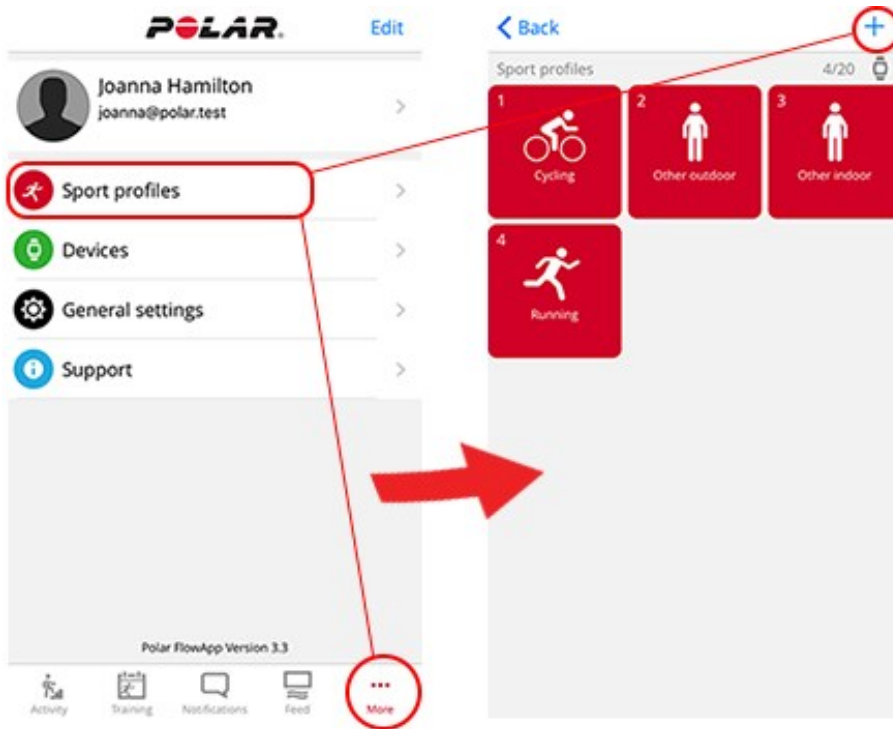 POLAR.
Edit
Joanna Hamilton
joanna@polar.test
Sport profiles
Devices
General settings
Support
Polar FlowApp Version 3.3
Activity
Training
Notifications
Feed
More
Back
+
Sport profiles
4/20
1
Cycling
2
Other outdoor
3
Other indoor
4
Running